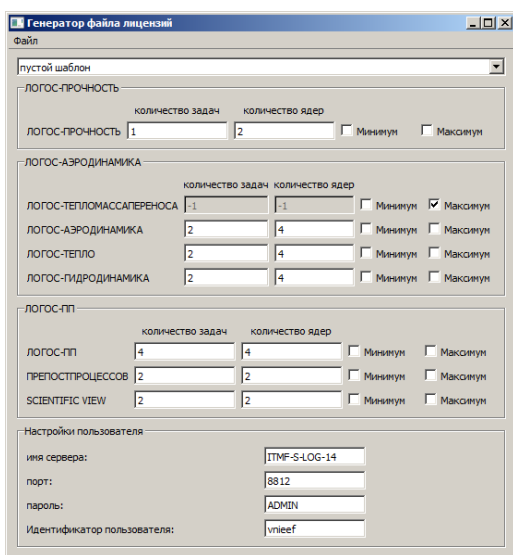 Генератор файла лицензий
Файл
пустой шаблон
ЛОГОС-ПРОЧНОСТЬ
количество задач количество ядер
ЛОГОС-ПРОЧНОСТЬ 1 2 Минимум Максимум
ЛОГОС-АЭРОДИНАМИКА
количество задач количество ядер
ЛОГОС-ТЕПЛОМАССАПЕРЕНОСА -1 -1 Минимум Максимум
ЛОГОС-АЭРОДИНАМИКА 2 4 Минимум Максимум
ЛОГОС-ТЕПЛО 2 4 Минимум Максимум
ЛОГОС-ГИДРОДИНАМИКА 2 4 Минимум Максимум
ЛОГОС-ПП
количество задач количество ядер
ЛОГОС-ПП 4 4 Минимум Максимум
ПРЕПОСТПРОЦЕССОВ 2 2 Минимум Максимум
SCIENTIFIC VIEW 2 2 Минимум Максимум
Настройки пользователя
имя сервера: ITMF-S-LOG-14
порт: 8812
пароль: ADMIN
Идентификатор пользователя: vnieef